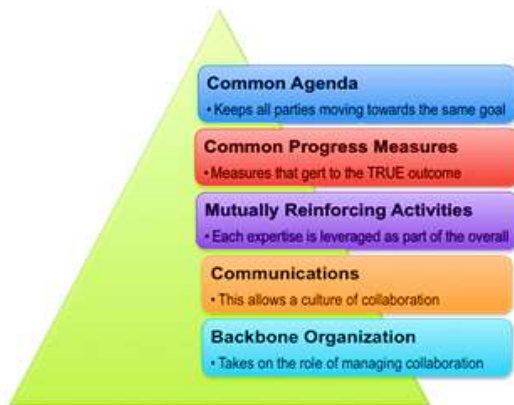 Common Agenda
• Keeps all parties moving towards the same goal
Common Progress Measures
• Measures that gert to the TRUE outcome
Mutually Reinforcing Activities
• Each expertise is leveraged as part of the overall
Communications
• This allows a culture of collaboration
Backbone Organization
• Takes on the role of managing collaboration